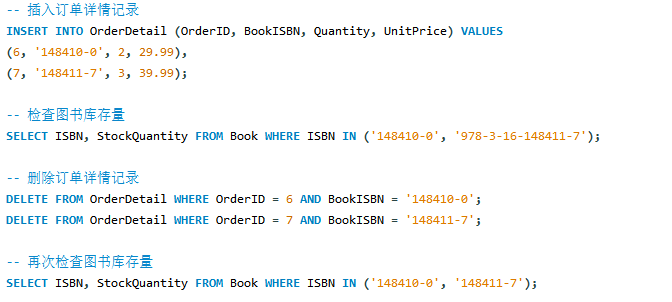 -- 插入订单详情记录
INSERT INTO OrderDetail (OrderID, BookISBN, Quantity, UnitPrice) VALUES
(6, '148410-0', 2, 29.99),
(7, '148411-7', 3, 39.99);
-- 检查图书库存量
SELECT ISBN, StockQuantity FROM Book WHERE ISBN IN ('148410-0', '978-3-16-148411-7');
-- 删除订单详情记录
DELETE FROM OrderDetail WHERE OrderID = 6 AND BookISBN = '148410-0';
DELETE FROM OrderDetail WHERE OrderID = 7 AND BookISBN = '148411-7';
-- 再次检查图书库存量
SELECT ISBN, StockQuantity FROM Book WHERE ISBN IN ('148410-0', '148411-7');